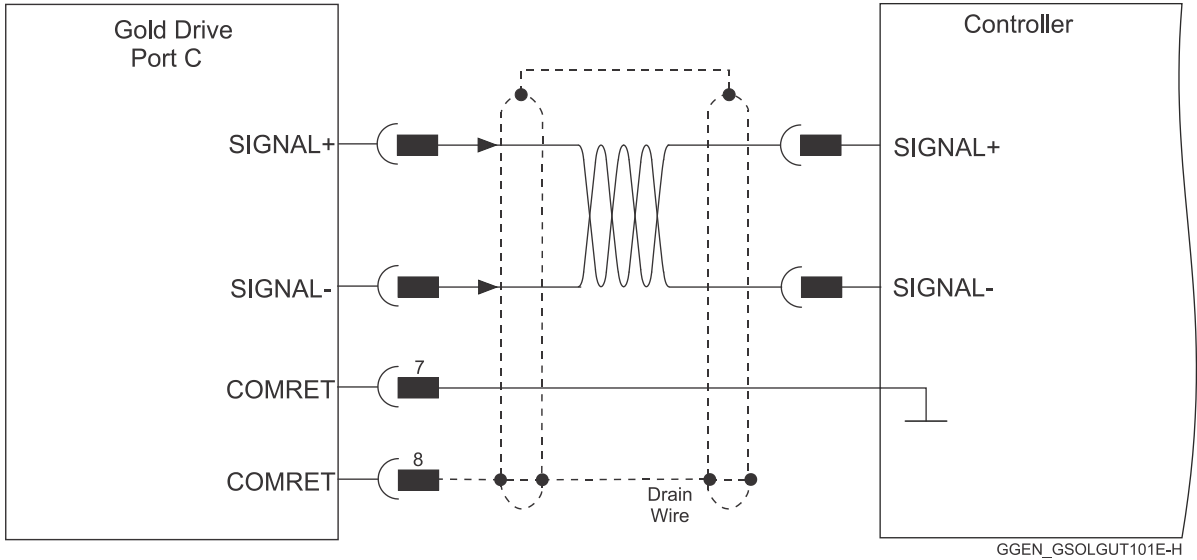 Gold Drive
Port C
Controller
SIGNAL+
SIGNAL+
SIGNAL-
SIGNAL-
COMRET
7
COMRET
8
Drain
Wire
GGEN_GSOLGUT101E-H